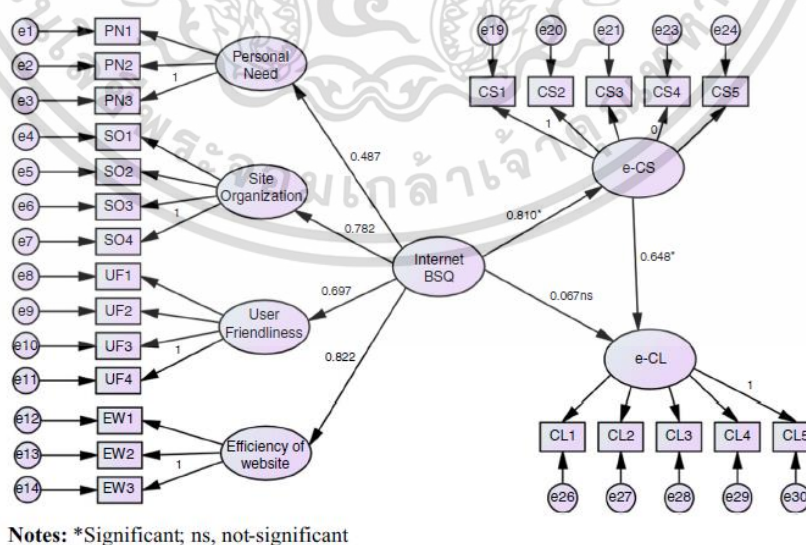 e1 PN1
e2 PN2
e3 PN3 1
Personal
Need
e4 SO1
e5 SO2
e6 SO3
e7 SO4 1
Site
Organization
e8 UF1
e9 UF2
e10 UF3
e11 UF4 1
User
Friendliness
e12 EW1
e13 EW2
e14 EW3 1
Efficiency of
website
0.487
0.782
0.697
0.822
Internet
BSQ
0.810*
0.067ns
0.648*
e19 e20 e21 e23 e24
CS1 CS2 CS3 CS4 CS5
1 0
e-CS
e-CL
1
CL1 CL2 CL3 CL4 CL5
e26 e27 e28 e29 e30
Notes: *Significant; ns, not-significant